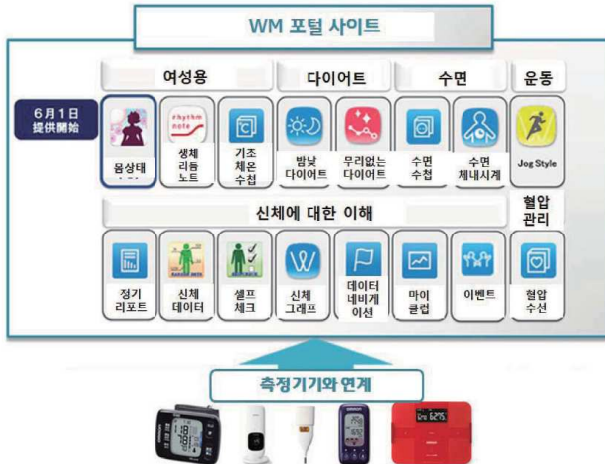 WM 포털 사이트
여성용
다이어트
수면
운동
6月1日
提供開始
rhythm
note
몸상태
생체
리듬
노트
기초
체온
수첩
밤낮
다이어트
무리없는
다이어트
수면
수첩
수면
체내시계
Jog Style
신체에 대한 이해
혈압
관리
정기
리포트
신체
데이터
셀프
체크
신체
그래프
데이터
네비게
이션
마이
클럽
이벤트
혈압
수선
측정기기와 연계